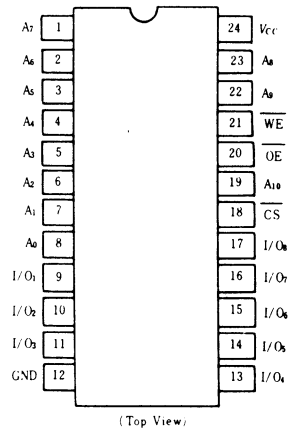 A7 1 24 Vcc
A6 2 23 A8
A5 3 22 A9
A4 4 21 WE
A3 5 20 OE
A2 6 19 A10
A1 7 18 CS
A0 8 17 I/O8
I/O1 9 16 I/O7
I/O2 10 15 I/O6
I/O3 11 14 I/O5
GND 12 13 I/O4
(Top View)